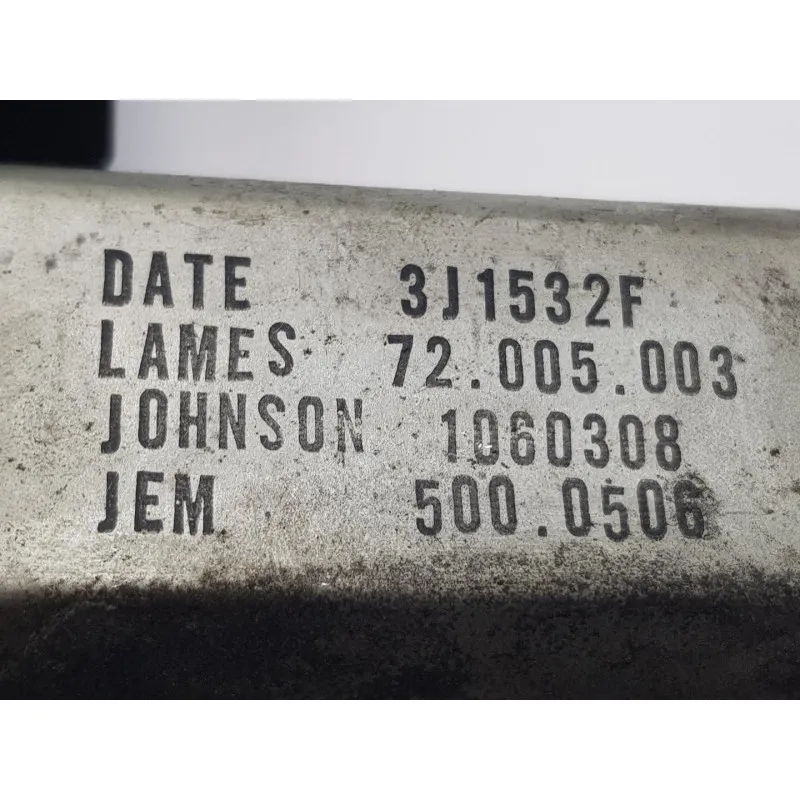 DATE 3J1532F
LAMES 72.005.003
JOHNSON 1060308
JEM 500.0506